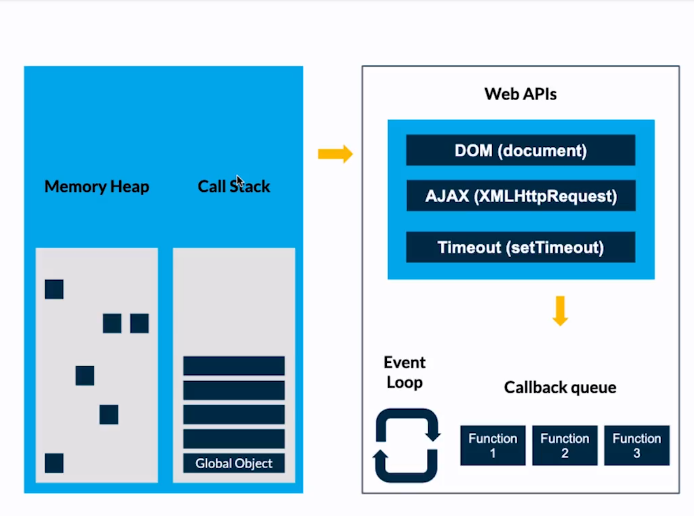 Memory Heap
Call Stack
Global Object
Web APIs
DOM (document)
AJAX (XMLHttpRequest)
Timeout (setTimeout)
Event
Loop
Callback queue
Function
1
Function
2
Function
3